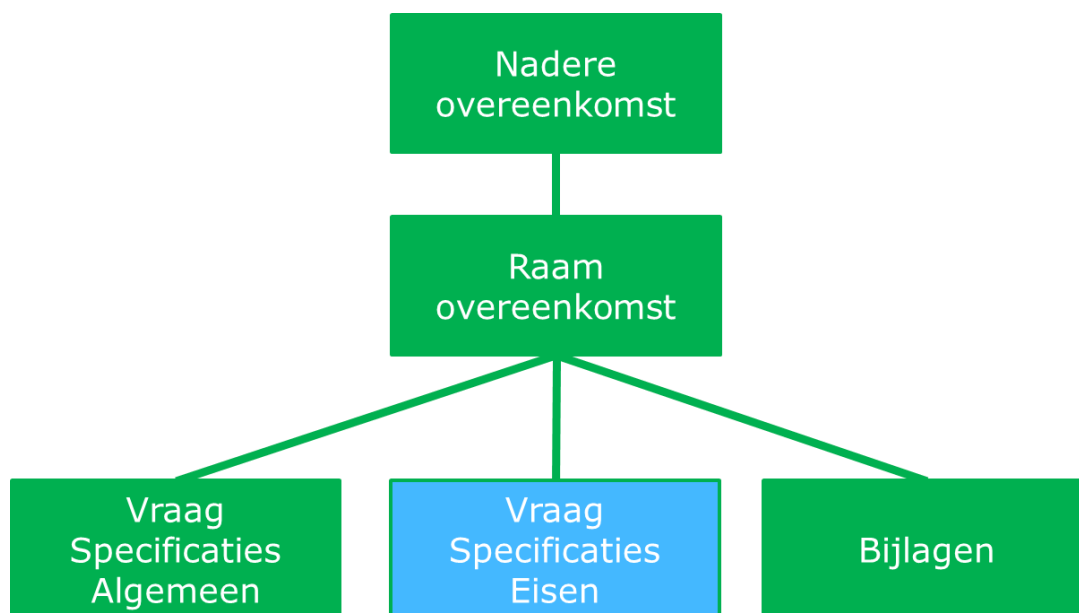 Nadere
overeenkomst
Raam
overeenkomst
Vraag
Specificaties
Algemeen
Vraag
Specificaties
Eisen
Bijlagen